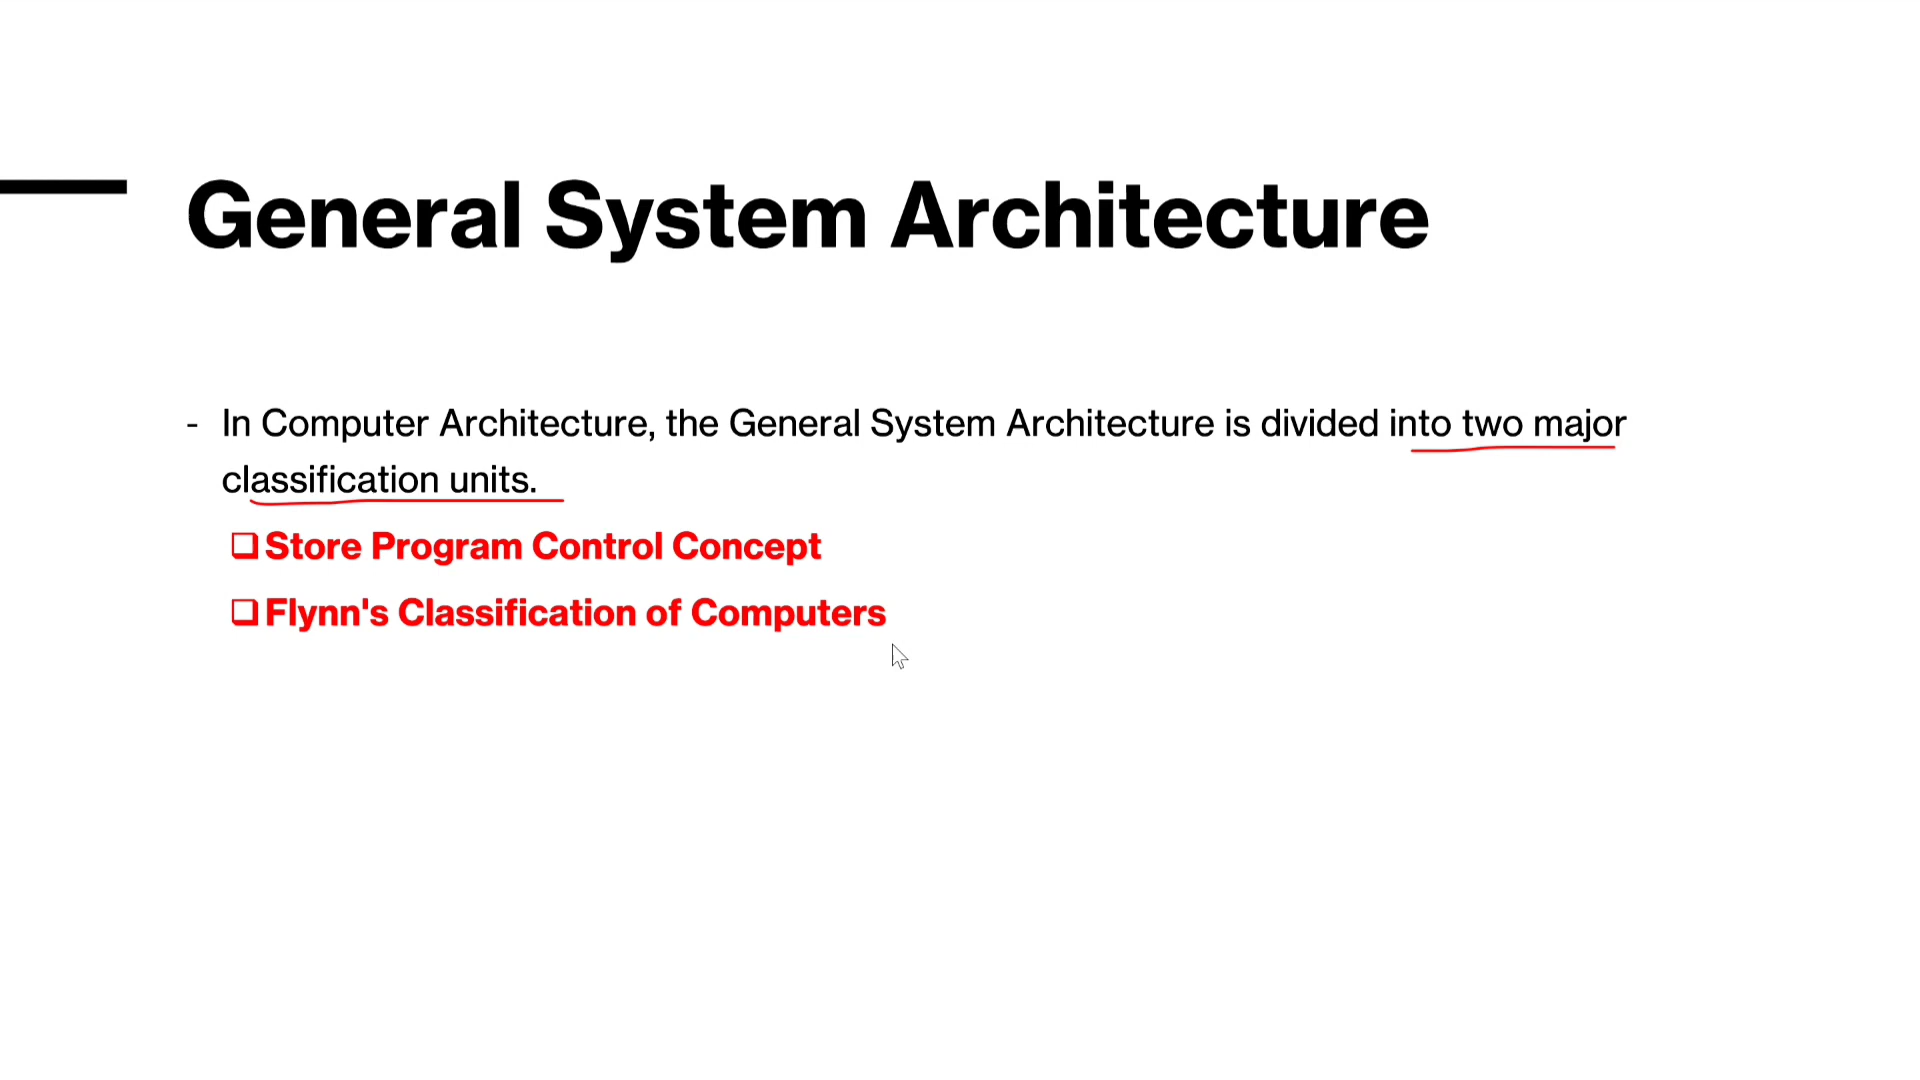 General System Architecture
- In Computer Architecture, the General System Architecture is divided into two major
classification units.
❑ Store Program Control Concept
❑ Flynn's Classification of Computers